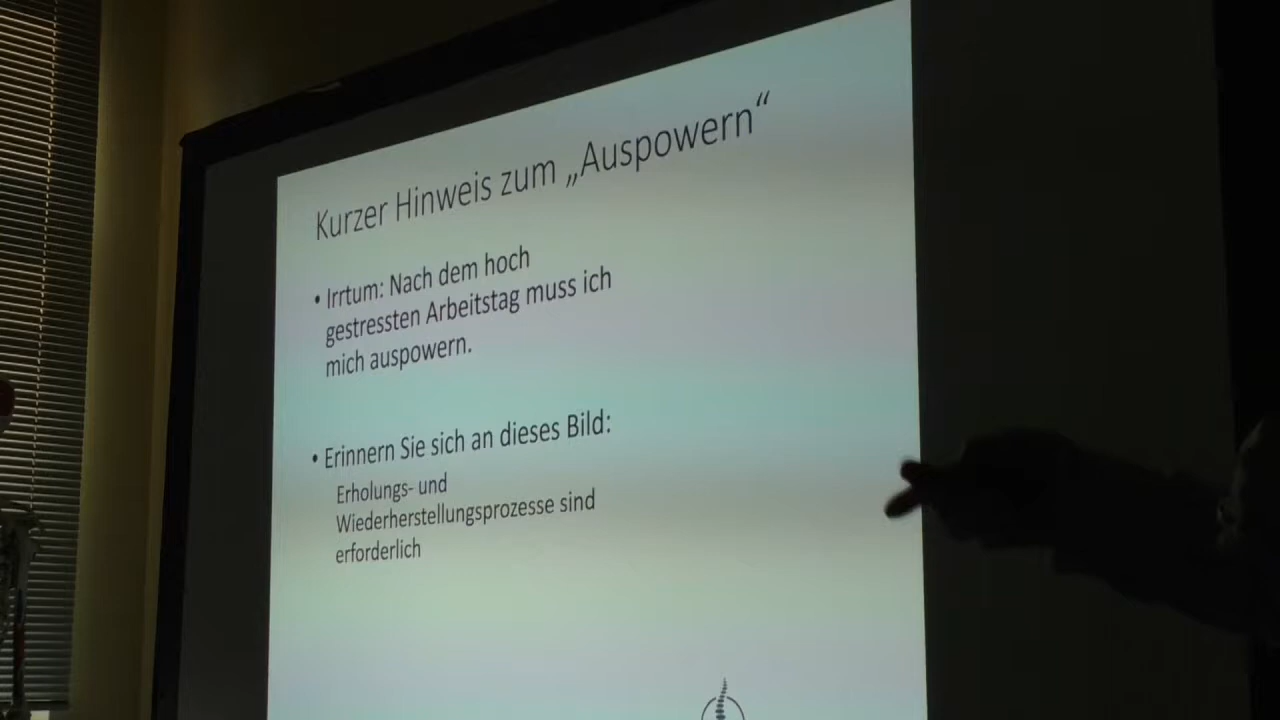 Kurzer Hinweis zum „Auspowern“
• Irrtum: Nach dem hoch
gestressten Arbeitstag muss ich
mich auspowern.
• Erinnern Sie sich an dieses Bild:
Erholungs- und
Wiederherstellungsprozesse sind
erforderlich